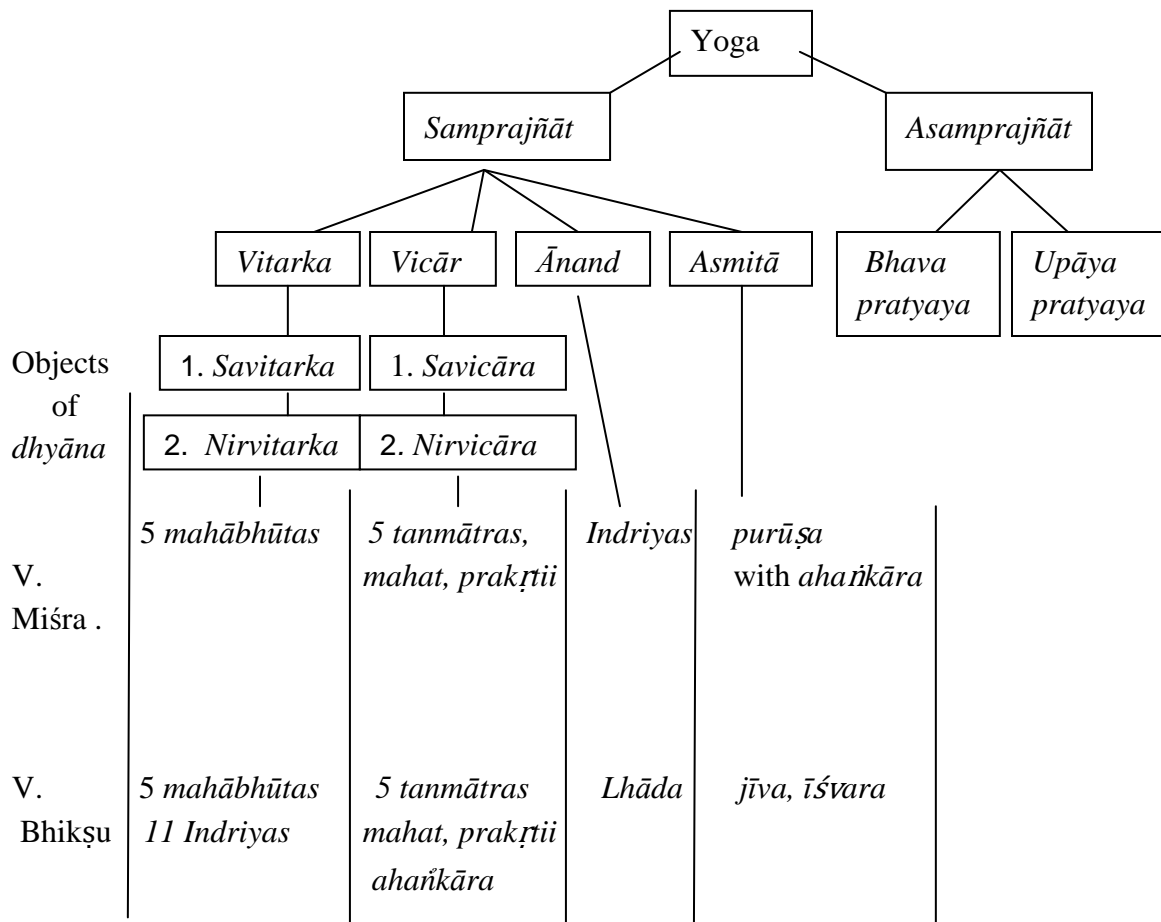 Yoga
Samprajñāt
Asamprajñāt
Vitarka
Vicār
Ānand
Asmitā
Bhava
pratyaya
Upāya
pratyaya
Objects
of
dhyāna
1. Savitarka
1. Savicāra
2. Nirvitarka
2. Nirvicāra
V.
Miśra .
5 mahābhūtas
5 tanmātras,
mahat, prakṛtii
Indriyas
purūṣa
with ahaṅkāra
V.
Bhikṣu
5 mahābhūtas
11 Indriyas
5 tanmātras
mahat, prakṛtii
ahaṅkāra
Lhāda
jīva, īśvara